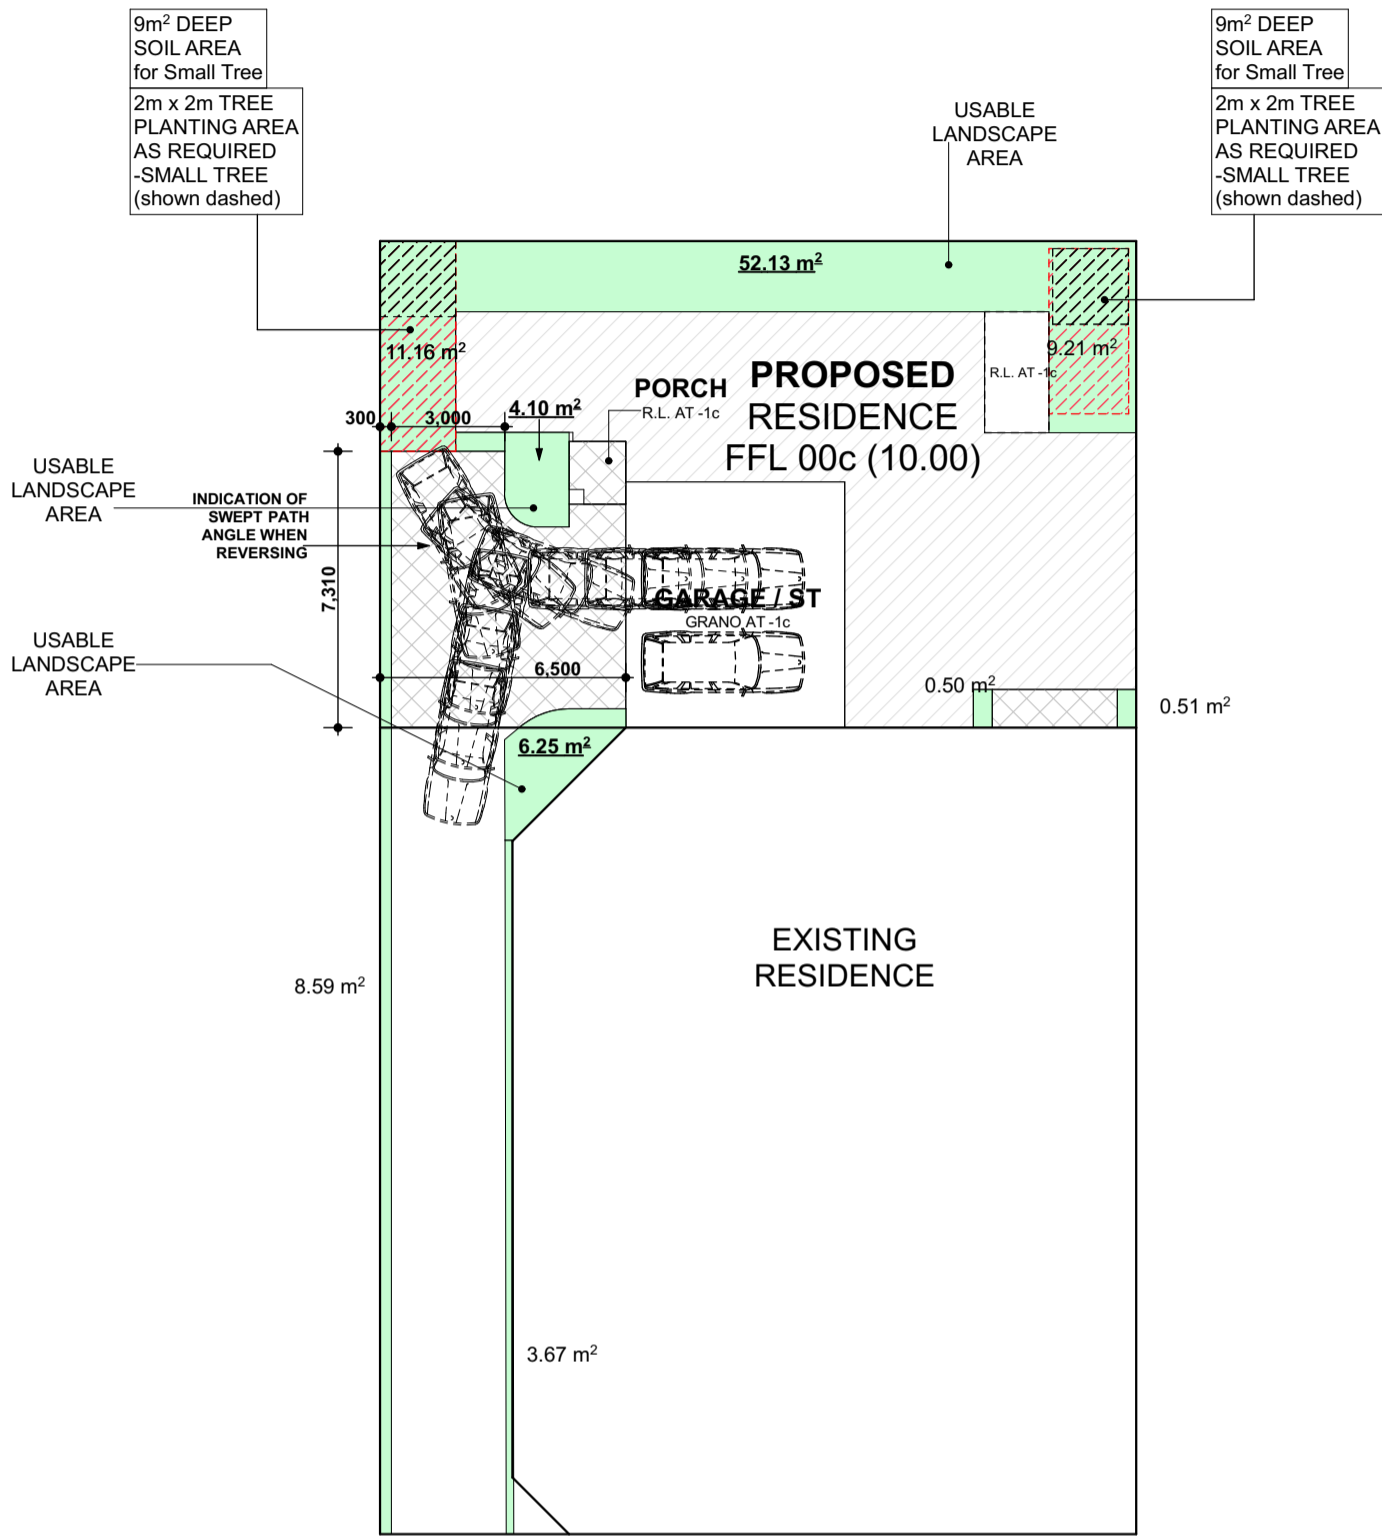 9m² DEEP
SOIL AREA
for Small Tree
2m x 2m TREE
PLANTING AREA
AS REQUIRED
-SMALL TREE
(shown dashed)
9m² DEEP
SOIL AREA
for Small Tree
2m x 2m TREE
PLANTING AREA
AS REQUIRED
-SMALL TREE
(shown dashed)
USABLE
LANDSCAPE
AREA
52.13 m²
11.16 m²
9.21 m²
R.L. AT -1c
PROPOSED
RESIDENCE
FFL 00c (10.00)
PORCH
R.L. AT -1c
4.10 m²
300
3,000
USABLE
LANDSCAPE
AREA
INDICATION OF
SWEPT PATH
ANGLE WHEN
REVERSING
7,310
GARAGE / ST
GRANO AT -1c
USABLE
LANDSCAPE
AREA
6,500
0.50 m²
0.51 m²
6.25 m²
EXISTING
RESIDENCE
8.59 m²
3.67 m²